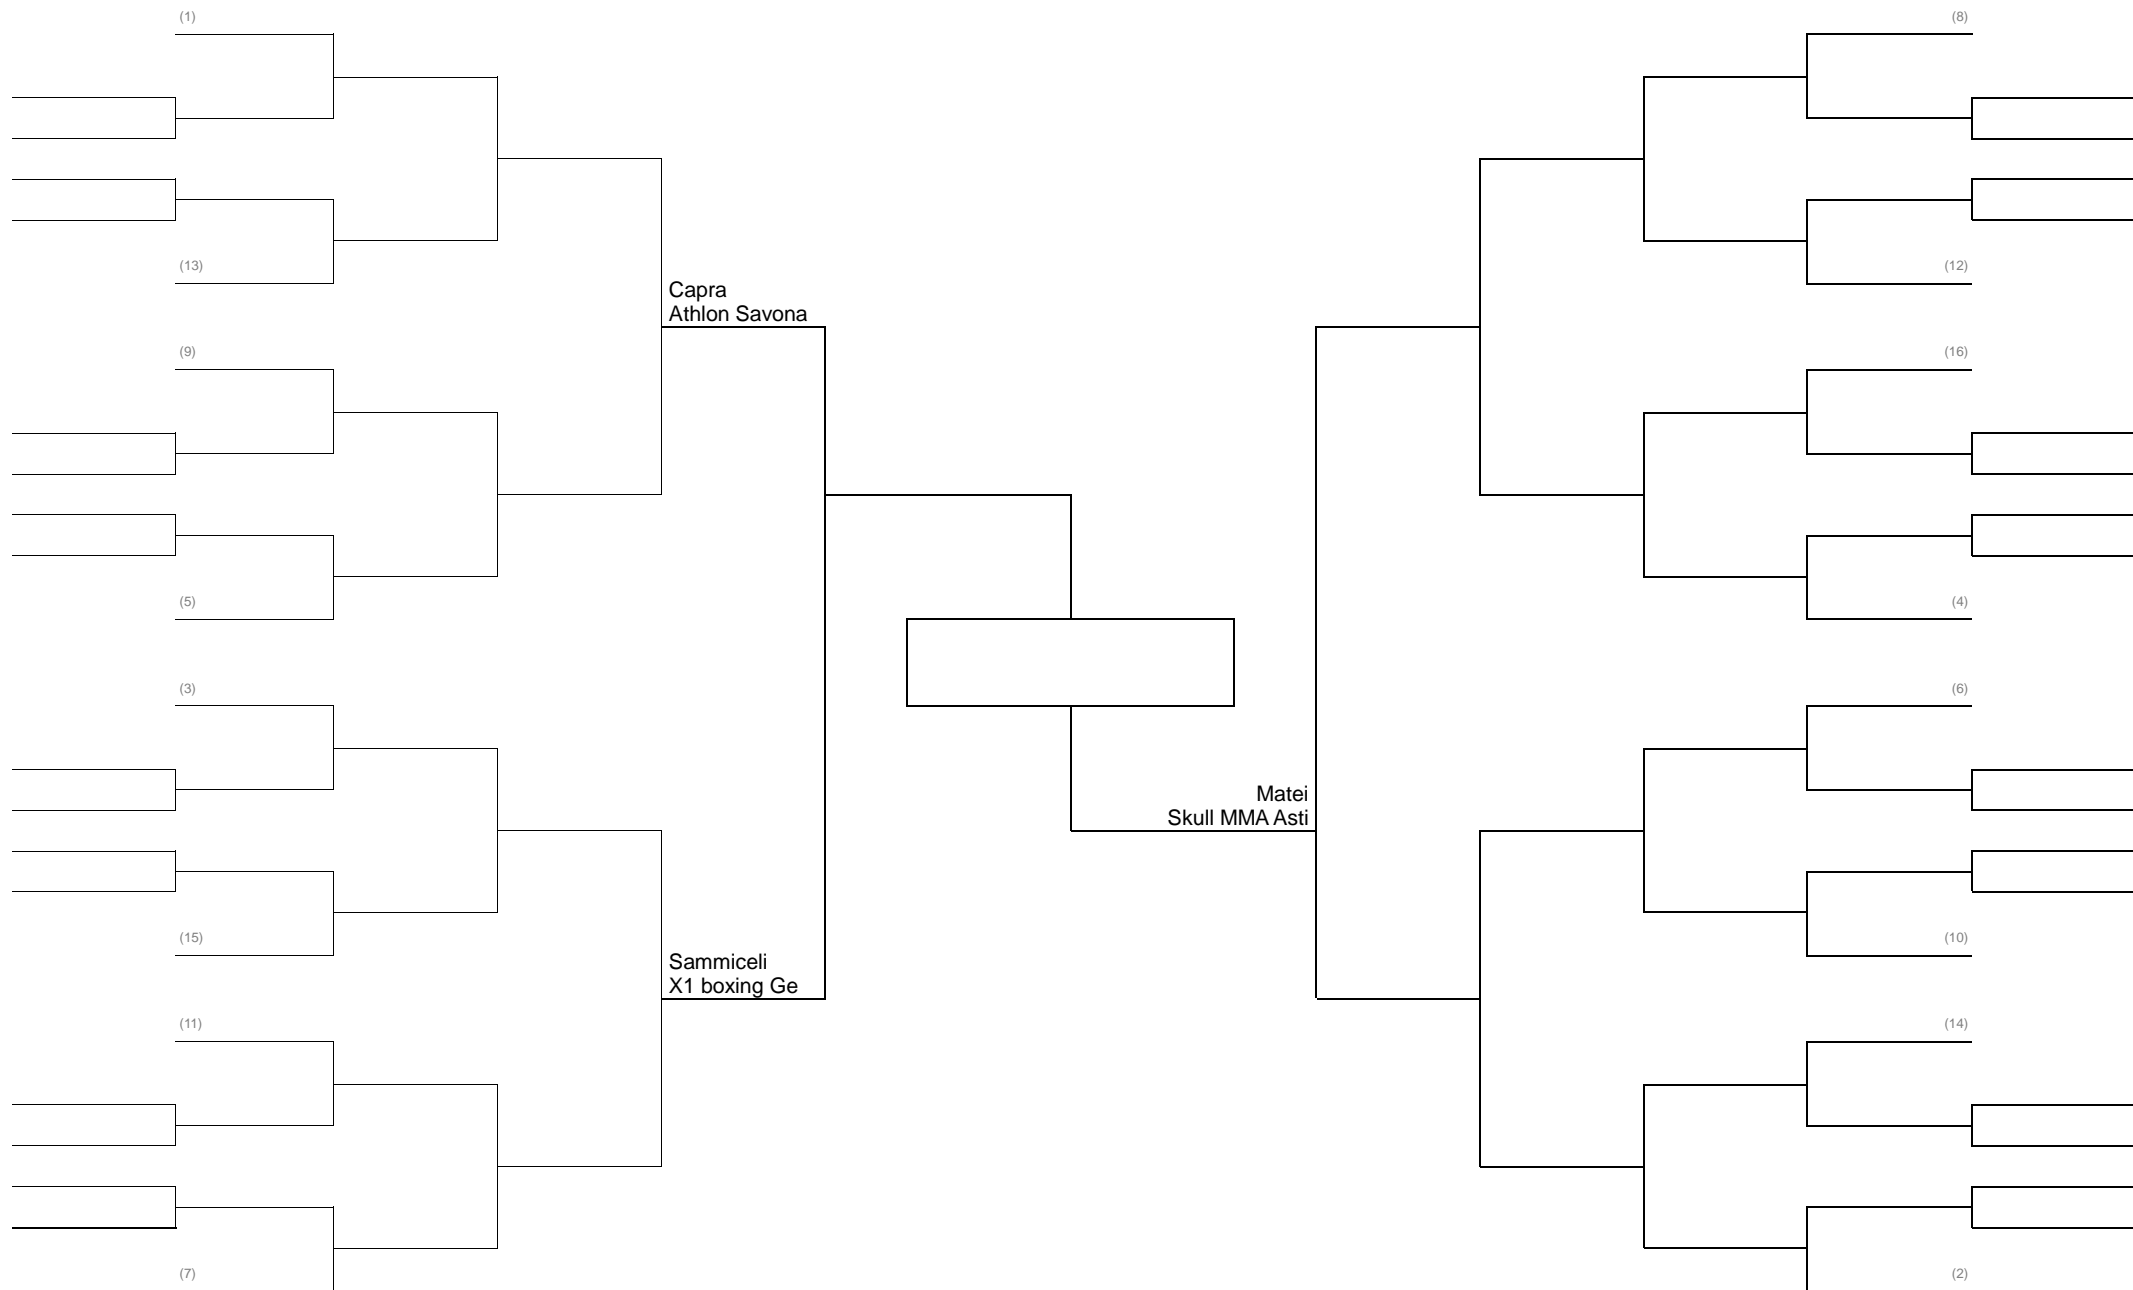 (1)
(8)
(13)
(12)
Capra
Athlon Savona
(9)
(16)
(5)
(4)
(3)
(6)
Matei
Skull MMA Asti
(15)
(10)
Sammiceli
X1 boxing Ge
(11)
(14)
(7)
(2)